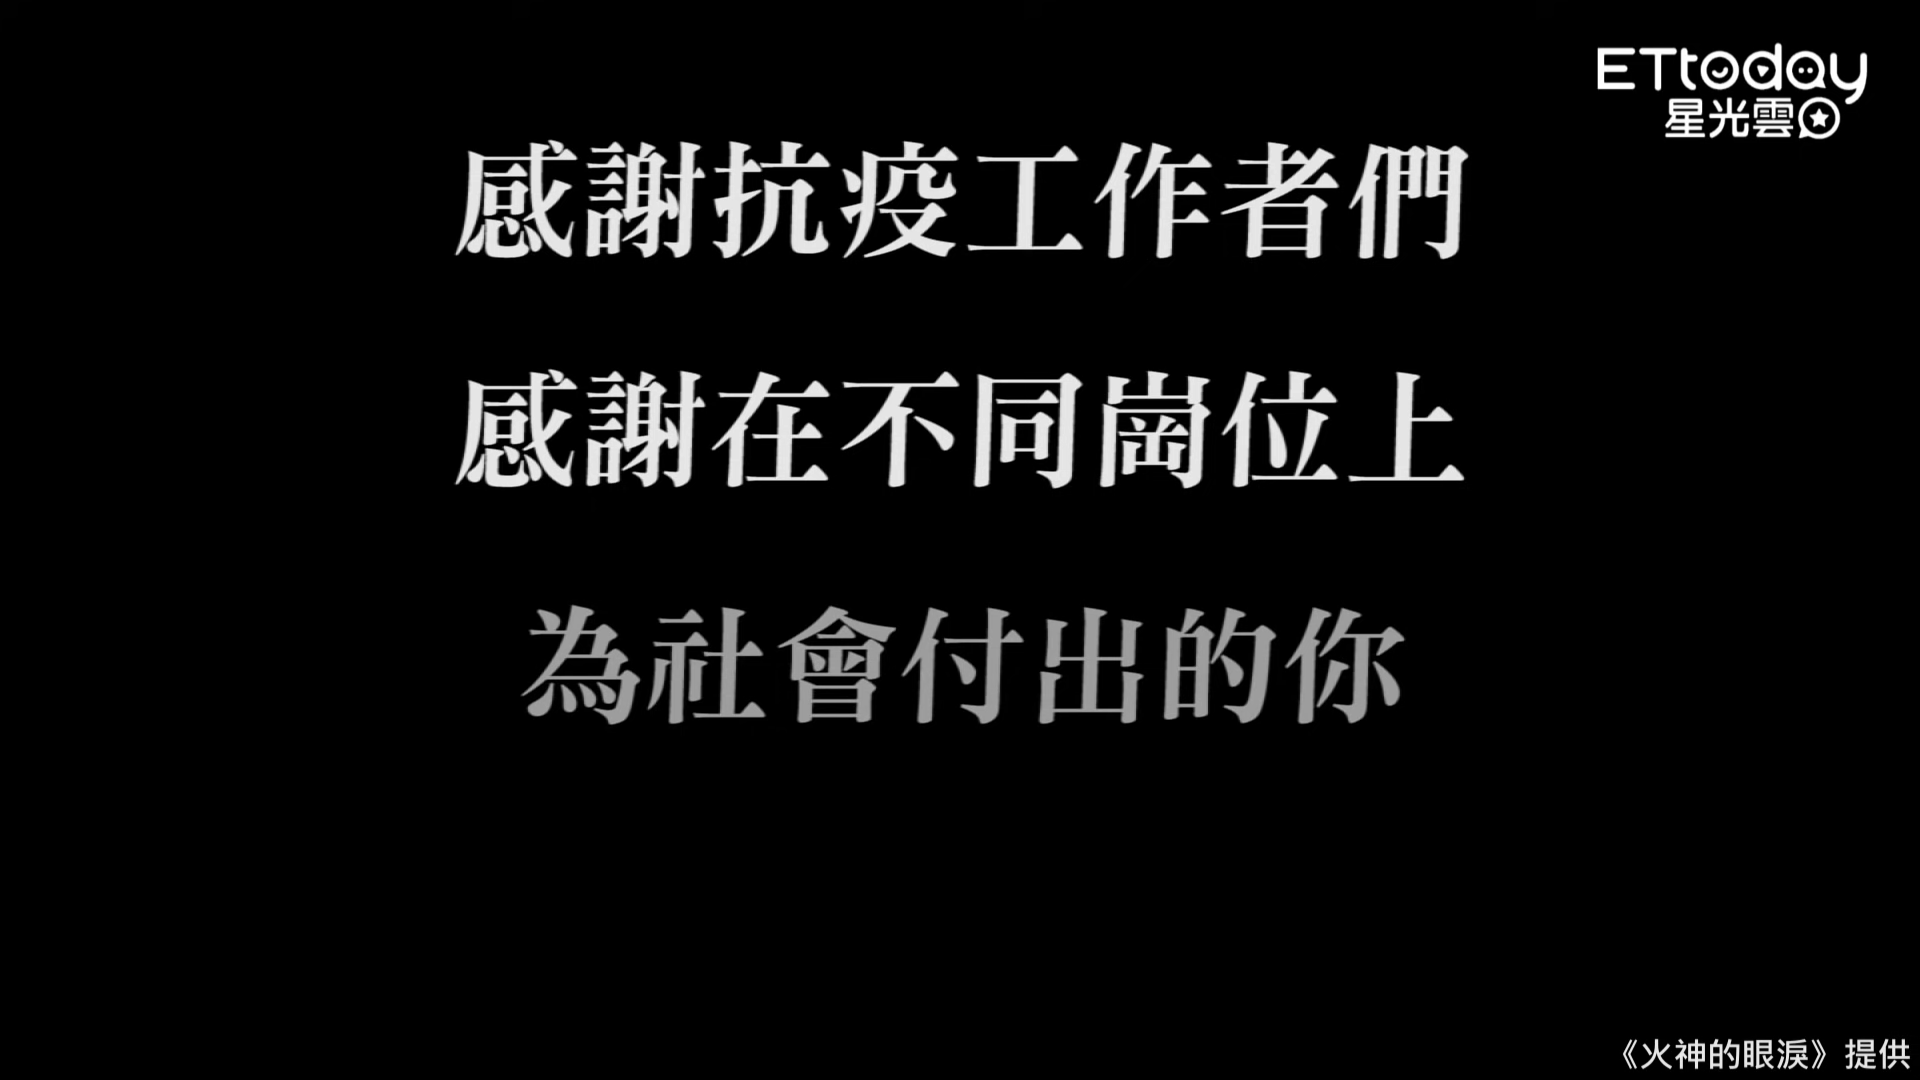 ETtoday
星光雲
感謝抗疫工作者們
感謝在不同崗位上
為社會付出的你
《火神的眼淚》提供